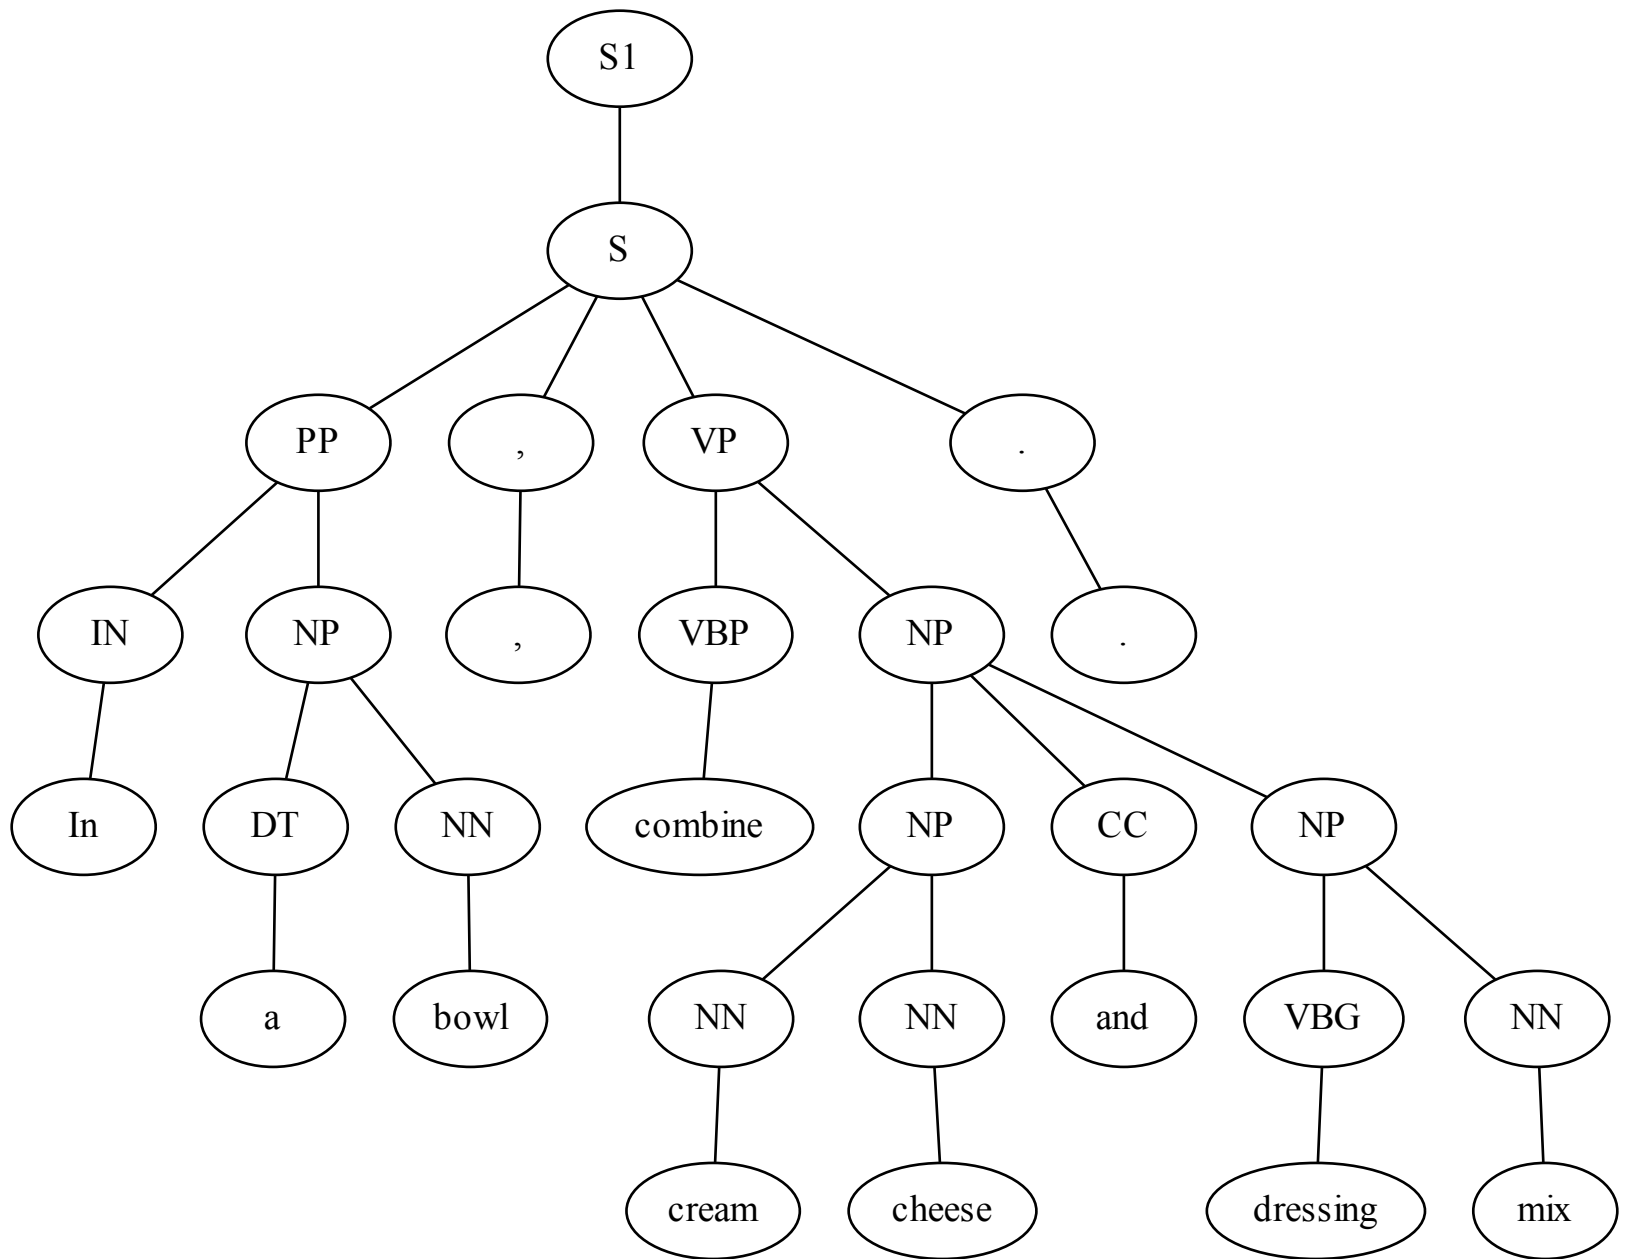 S1
S
PP , VP .
IN NP , VBP NP .
In DT NN combine NP CC NP
a bowl NN NN and VBG NN
cream cheese dressing mix